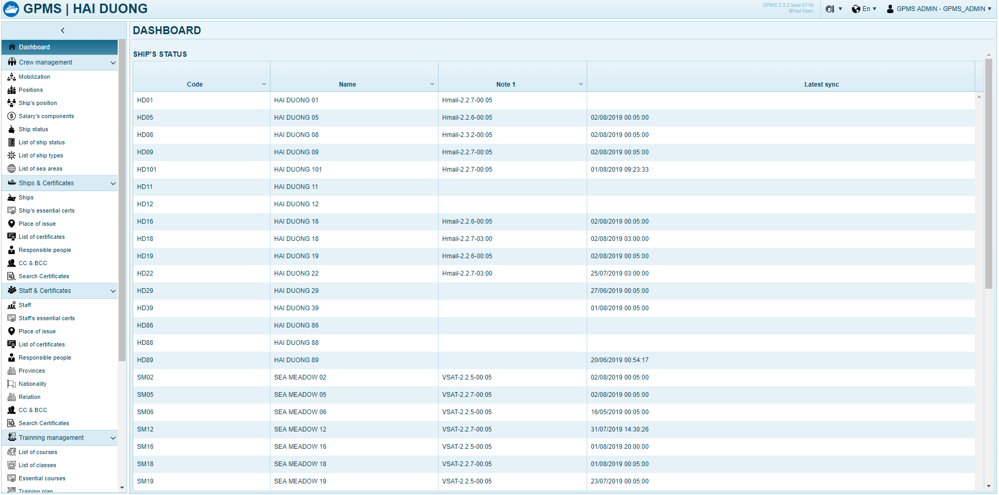 GPMS | HAI DUONG
GPMS 2.3.2 buid 0719
©Viet Nam
En
GPMS ADMIN - GPMS_ADMIN
Dashboard
Crew management
Mobilization
Positions
Ship's position
Salary's components
Ship status
List of ship status
List of ship types
List of sea areas
Ships & Certificates
Ships
Ship's essential certs
Place of issue
List of certificates
Responsible people
CC & BCC
Search Certificates
Staff & Certificates
Staff
Staff's essential certs
Place of issue
List of certificates
Responsible people
Provinces
Nationality
Relation
CC & BCC
Search Certificates
Trainning management
List of courses
List of classes
Essential courses
Training plan
DASHBOARD
SHIP'S STATUS
Code Name Note 1 Latest sync
HD01 HAI DUONG 01 Hmail-2.2.7-00:05
HD05 HAI DUONG 05 Hmail-2.2.6-00:05 02/08/2019 00:05:00
HD08 HAI DUONG 08 Hmail-2.3.2-00:05 02/08/2019 00:05:00
HD09 HAI DUONG 09 Hmail-2.2.7-00:05 02/08/2019 00:05:00
HD101 HAI DUONG 101 Hmail-2.2.7-00:05 01/08/2019 09:23:33
HD11 HAI DUONG 11
HD12 HAI DUONG 12
HD16 HAI DUONG 16 Hmail-2.2.6-00:05 02/08/2019 00:05:00
HD18 HAI DUONG 18 Hmail-2.2.7-03:00 02/08/2019 03:00:00
HD19 HAI DUONG 19 Hmail-2.2.6-00:05 02/08/2019 00:05:00
HD22 HAI DUONG 22 Hmail-2.2.7-03:00 25/07/2019 03:00:00
HD29 HAI DUONG 29 27/06/2019 00:05:00
HD39 HAI DUONG 39 01/08/2019 00:05:00
HD86 HAI DUONG 86
HD88 HAI DUONG 88
HD89 HAI DUONG 89 20/06/2019 00:54:17
SM02 SEA MEADOW 02 VSAT-2.2.5-00:05 02/08/2019 00:05:00
SM05 SEA MEADOW 05 VSAT-2.2.7-00:05 02/08/2019 00:05:00
SM06 SEA MEADOW 06 VSAT-2.2.5-00:05 16/05/2019 00:05:00
SM12 SEA MEADOW 12 VSAT-2.2.7-00:05 31/07/2019 14:30:26
SM16 SEA MEADOW 16 VSAT-2.2.5-00:05 01/08/2019 20:00:00
SM18 SEA MEADOW 18 VSAT-2.2.7-00:05 01/08/2019 00:05:00
SM19 SEA MEADOW 19 VSAT-2.2.5-00:05 23/07/2019 00:05:00